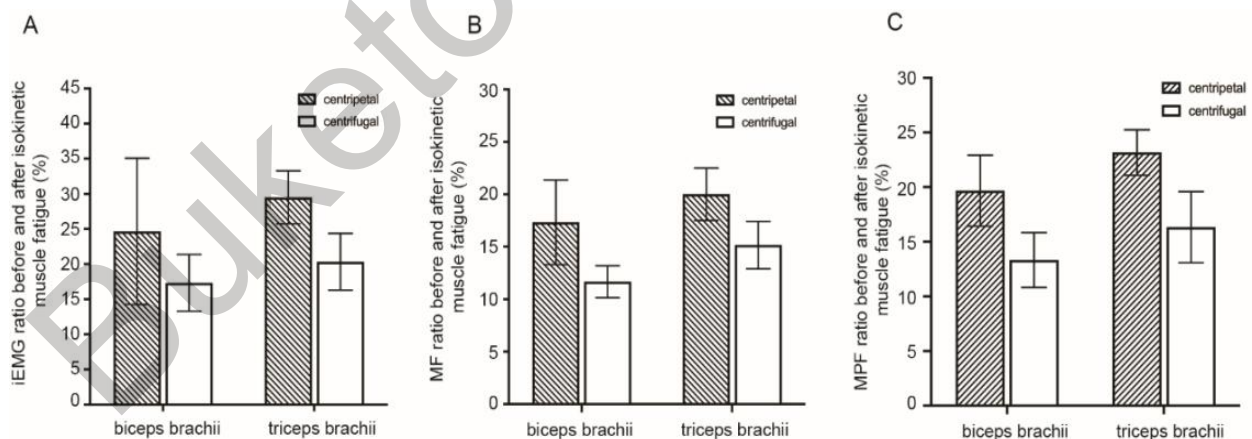 A
iEMG ratio before and after isokinetic
muscle fatigue (%)
45
40
35
30
25
20
15
10
5
0
centripetal
centrifugal
biceps brachii
triceps brachii
B
MF ratio before and after isokinetic
muscle fatigue (%)
30
25
20
15
10
5
0
centripetal
centrifugal
biceps brachii
triceps brachii
C
MPF ratio before and after isokinetic
muscle fatigue (%)
30
25
20
15
10
5
0
centripetal
centrifugal
biceps brachii
triceps brachii
Buketo